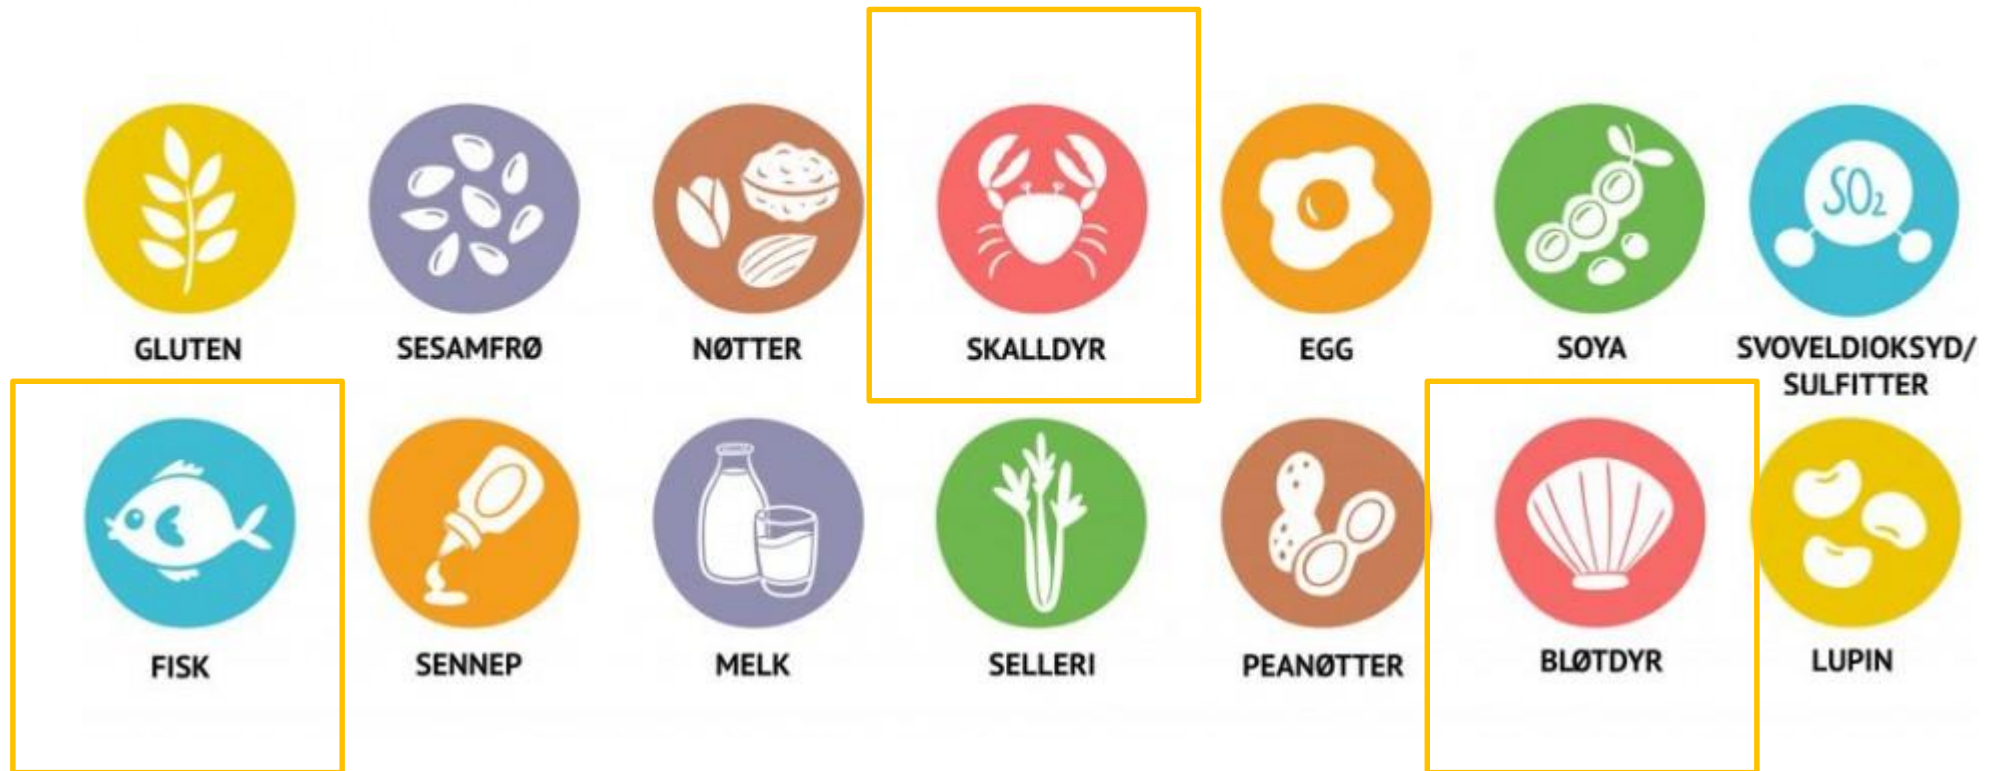 SO₂
GLUTEN
SESAMFRØ
NØTTER
SKALLDYR
EGG
SOYA
SVOVELDIOKSYD/
SULFITTER
FISK
SENNEP
MELK
SELLERI
PEANØTTER
BLØTDYR
LUPIN